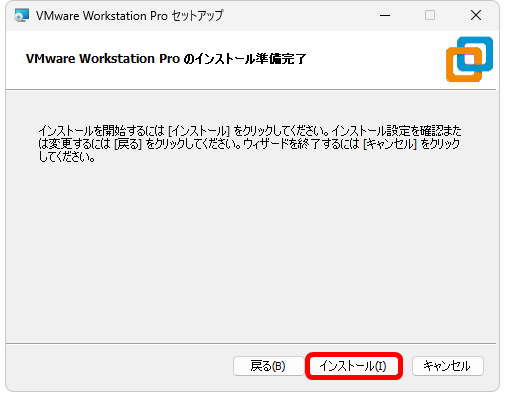 VMware Workstation Pro セットアップ
VMware Workstation Pro のインストール準備完了
インストールを開始するには [インストール] をクリックしてください。インストール設定を確認また
は変更するには [戻る] をクリックしてください。ウィザードを終了するには [キャンセル] をクリック
してください。
戻る(B) インストール(I) キャンセル